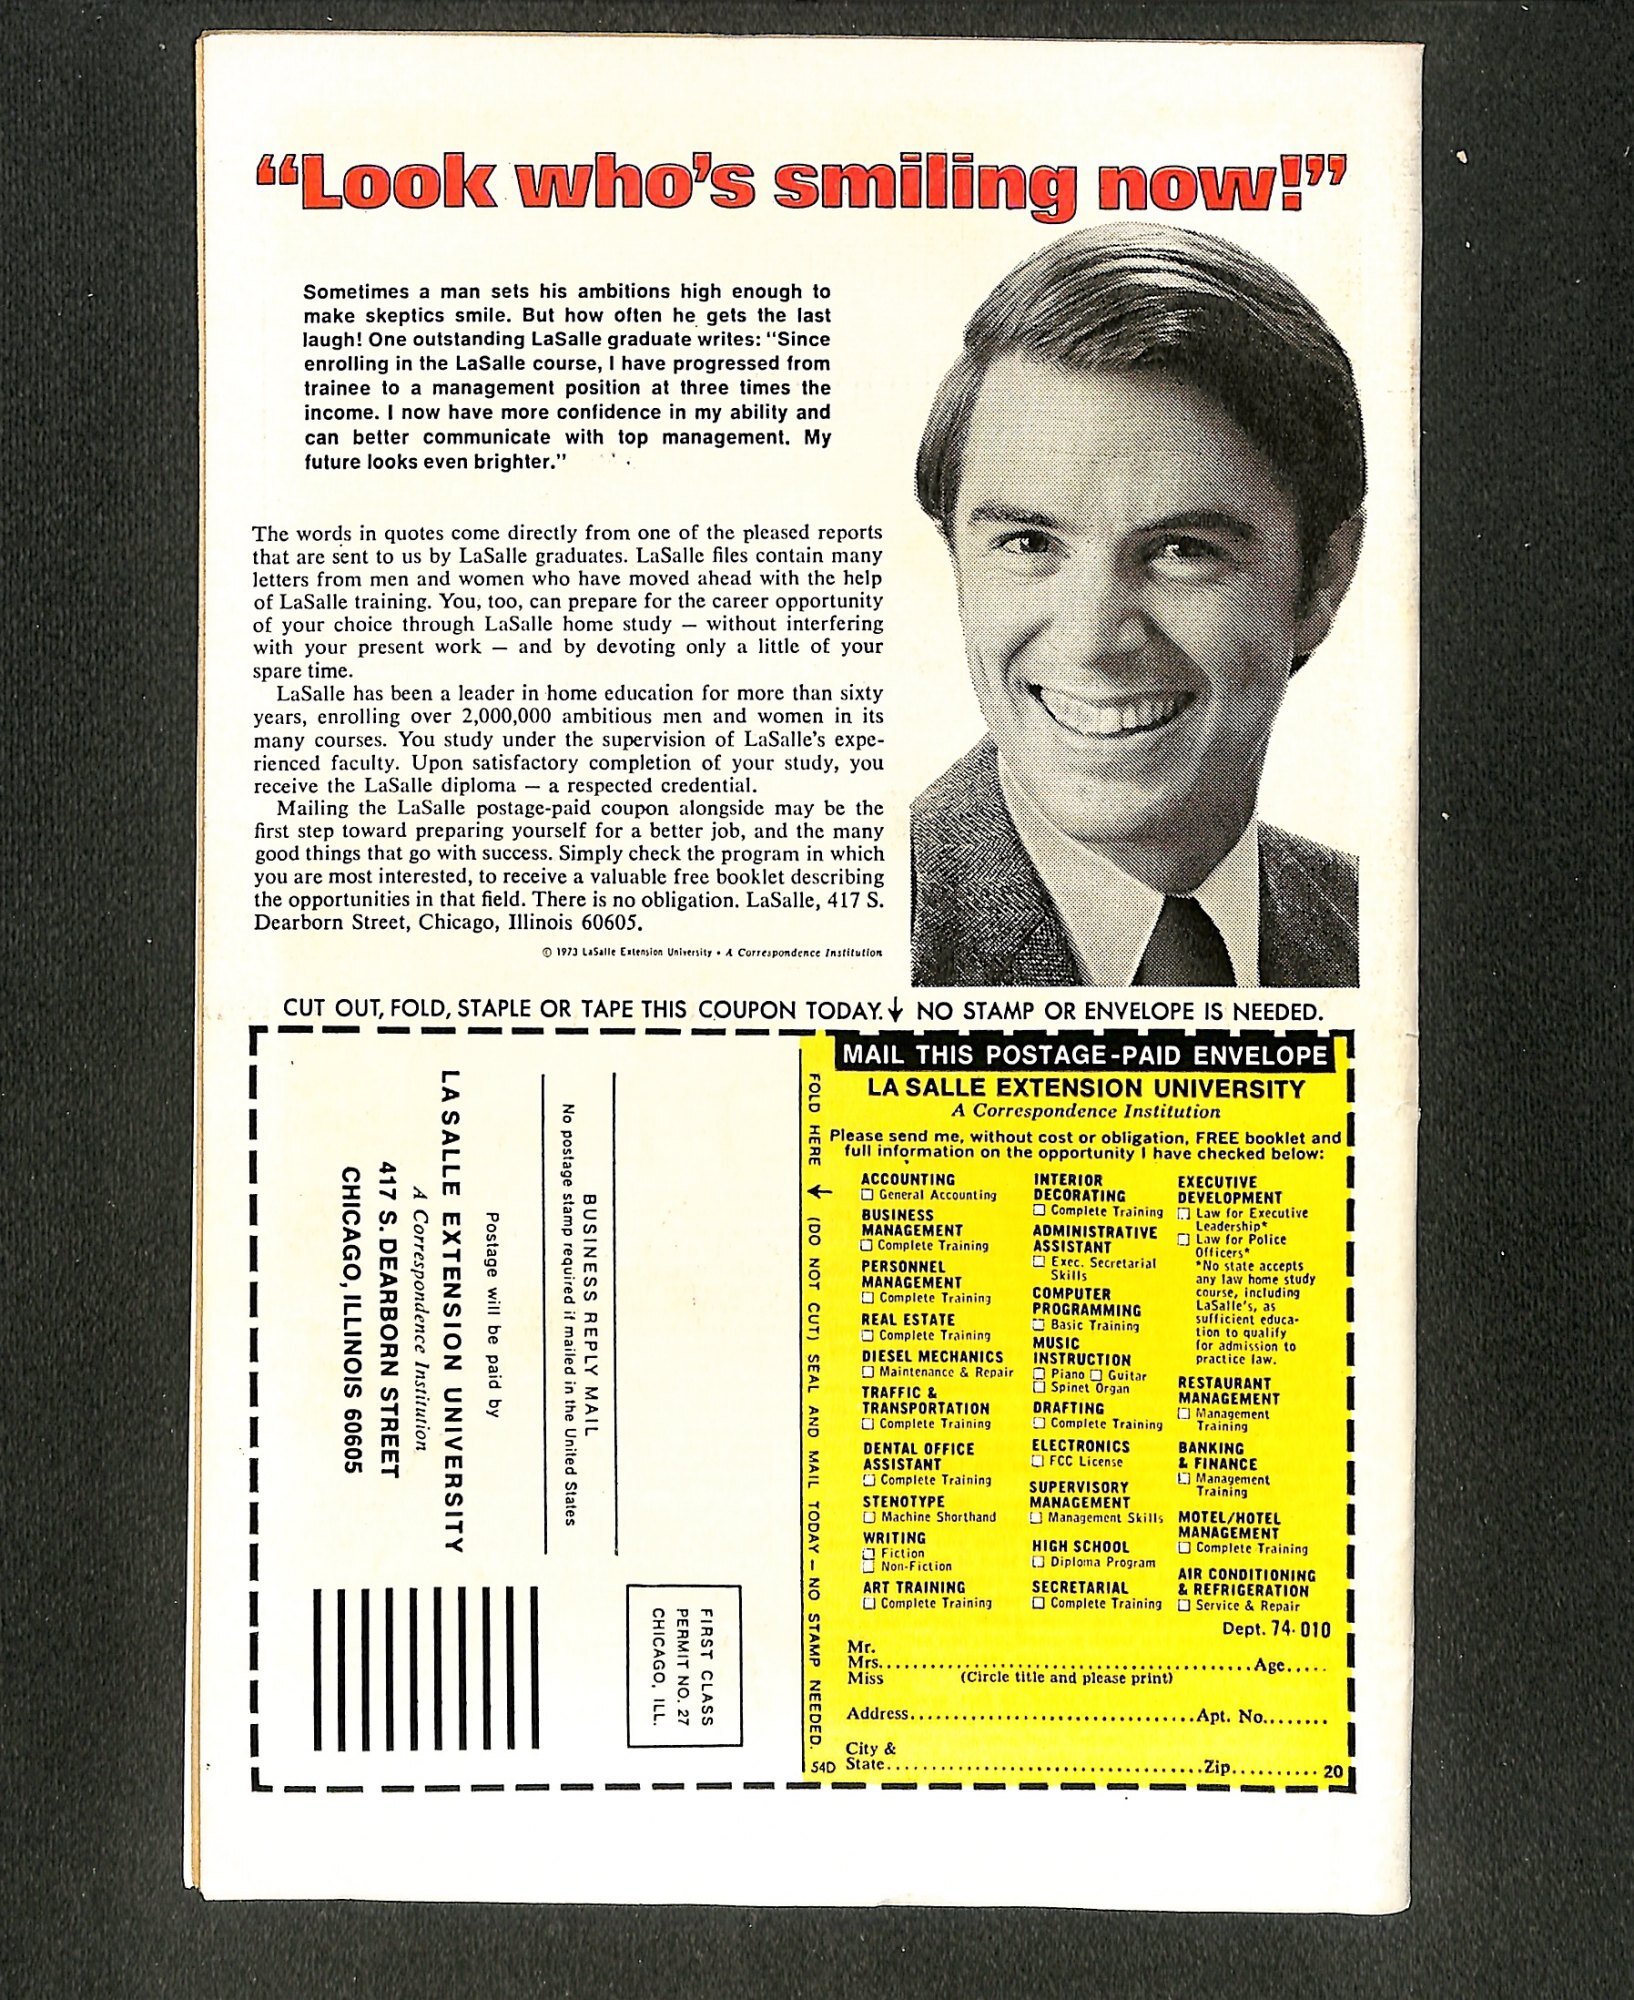 “Look who’s smiling now!”
Sometimes a man sets his ambitions high enough to
make skeptics smile. But how often he gets the last
laugh! One outstanding LaSalle graduate writes: “Since
enrolling in the LaSalle course, I have progressed from
trainee to a management position at three times the
income. I now have more confidence in my ability and
can better communicate with top management. My
future looks even brighter.”
The words in quotes come directly from one of the pleased reports
that are sent to us by LaSalle graduates. LaSalle files contain many
letters from men and women who have moved ahead with the help
of LaSalle training. You, too, can prepare for the career opportunity
of your choice through LaSalle home study — without interfering
with your present work — and by devoting only a little of your
spare time.
LaSalle has been a leader in home education for more than sixty
years, enrolling over 2,000,000 ambitious men and women in its
many courses. You study under the supervision of LaSalle’s expe-
rienced faculty. Upon satisfactory completion of your study, you
receive the LaSalle diploma — a respected credential.
Mailing the LaSalle postage-paid coupon alongside may be the
first step toward preparing yourself for a better job, and the many
good things that go with success. Simply check the program in which
you are most interested, to receive a valuable free booklet describing
the opportunities in that field. There is no obligation. LaSalle, 417 S.
Dearborn Street, Chicago, Illinois 60605.
© 1973 LaSalle Extension University • A Correspondence Institution
CUT OUT, FOLD, STAPLE OR TAPE THIS COUPON TODAY.↓ NO STAMP OR ENVELOPE IS NEEDED.
FIRST CLASS
PERMIT NO. 27
CHICAGO, ILL.
BUSINESS REPLY MAIL
No postage stamp required if mailed in the United States
Postage will be paid by
LA SALLE EXTENSION UNIVERSITY
A Correspondence Institution
417 S. DEARBORN STREET
CHICAGO, ILLINOIS 60605
FOLD HERE ↓ (DO NOT CUT) SEAL AND MAIL TODAY — NO STAMP NEEDED.
MAIL THIS POSTAGE-PAID ENVELOPE
LA SALLE EXTENSION UNIVERSITY
A Correspondence Institution
Please send me, without cost or obligation, FREE booklet and
full information on the opportunity I have checked below:
ACCOUNTING
☐ General Accounting
BUSINESS
MANAGEMENT
☐ Complete Training
PERSONNEL
MANAGEMENT
☐ Complete Training
REAL ESTATE
☐ Complete Training
DIESEL MECHANICS
☐ Maintenance & Repair
TRAFFIC &
TRANSPORTATION
☐ Complete Training
DENTAL OFFICE
ASSISTANT
☐ Complete Training
STENOTYPE
☐ Machine Shorthand
WRITING
☐ Fiction
☐ Non-Fiction
ART TRAINING
☐ Complete Training
INTERIOR
DECORATING
☐ Complete Training
ADMINISTRATIVE
ASSISTANT
☐ Exec. Secretarial
Skills
COMPUTER
PROGRAMMING
☐ Basic Training
MUSIC
INSTRUCTION
☐ Piano ☐ Guitar
☐ Spinet Organ
DRAFTING
☐ Complete Training
ELECTRONICS
☐ FCC License
SUPERVISORY
MANAGEMENT
☐ Management Skills
HIGH SCHOOL
☐ Diploma Program
SECRETARIAL
☐ Complete Training
EXECUTIVE
DEVELOPMENT
☐ Law for Executive
Leadership*
☐ Law for Police
Officers*
*No state accepts
any law home study
course, including
LaSalle's, as
sufficient educa-
tion to qualify
for admission to
practice law.
RESTAURANT
MANAGEMENT
☐ Management
Training
BANKING
& FINANCE
☐ Management
Training
MOTEL/HOTEL
MANAGEMENT
☐ Complete Training
AIR CONDITIONING
& REFRIGERATION
☐ Service & Repair
Dept. 74-010
Mr.
Mrs. Age
Miss (Circle title and please print)
Address Apt. No.
City &
54D State Zip 20